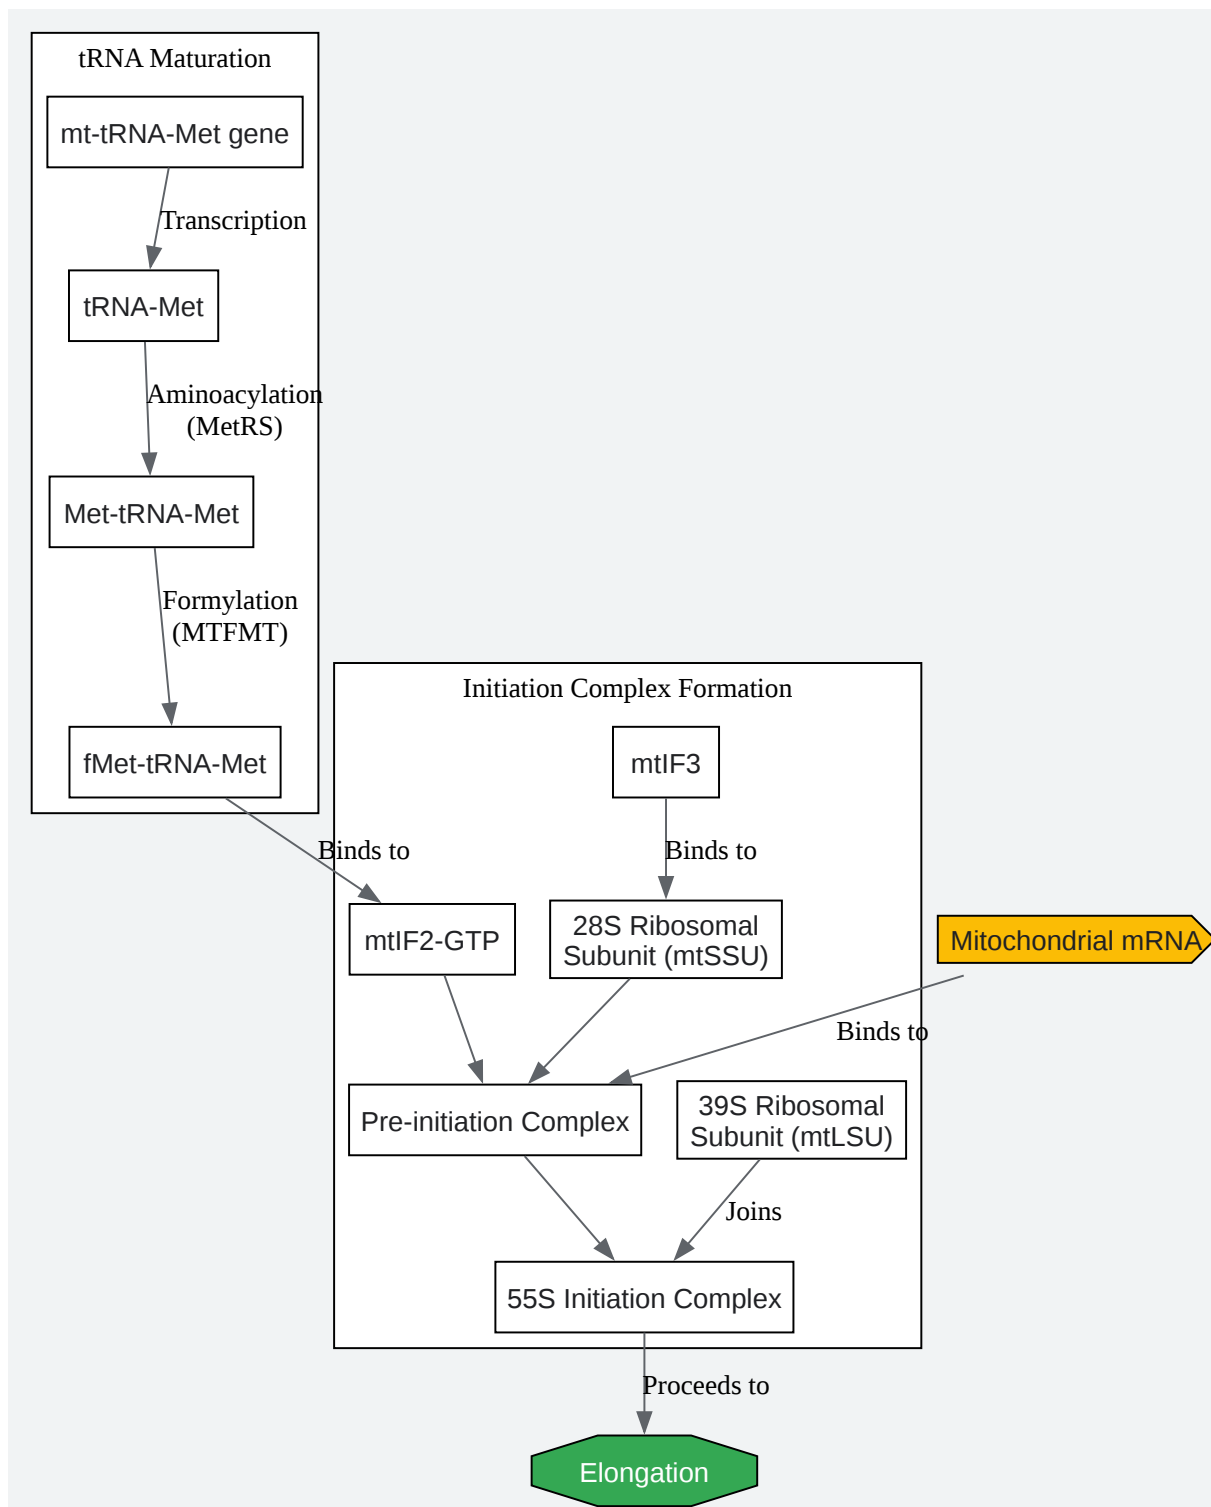 tRNA Maturation
mt-tRNA-Met gene
Transcription
tRNA-Met
Aminoacylation
(MetRS)
Met-tRNA-Met
Formylation
(MTFMT)
fMet-tRNA-Met
Initiation Complex Formation
mtIF3
Binds to
Binds to
mtIF2-GTP
28S Ribosomal
Subunit (mtSSU)
Mitochondrial mRNA
Binds to
Pre-initiation Complex
39S Ribosomal
Subunit (mtLSU)
Joins
55S Initiation Complex
Proceeds to
Elongation